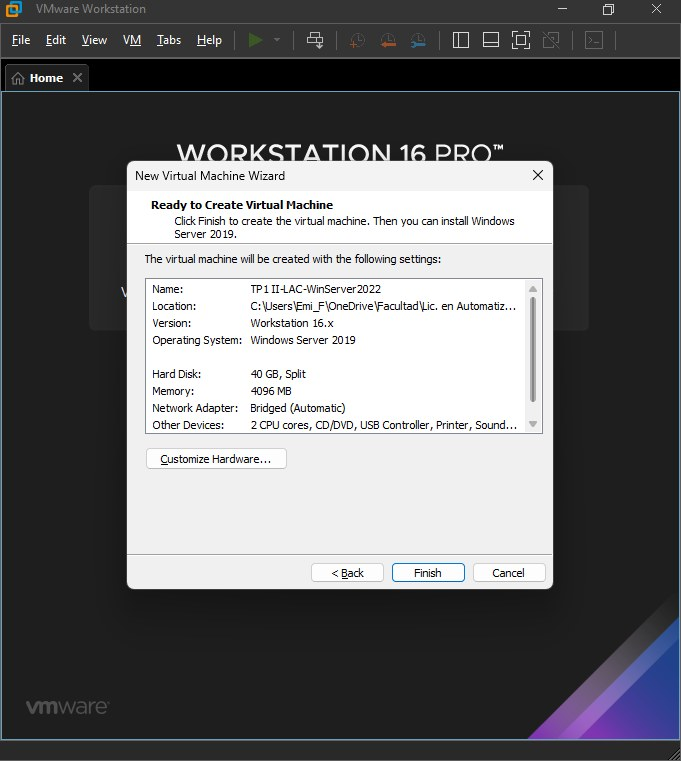 VMware Workstation
File Edit View VM Tabs Help
Home
WORKSTATION 16 PRO™
New Virtual Machine Wizard
Ready to Create Virtual Machine
Click Finish to create the virtual machine. Then you can install Windows
Server 2019.
The virtual machine will be created with the following settings:
Name: TP1 II-LAC-WinServer2022
Location: C:\Users\Emi_F\OneDrive\Facultad\Lic. en Automatiz...
Version: Workstation 16.x
Operating System: Windows Server 2019
Hard Disk: 40 GB, Split
Memory: 4096 MB
Network Adapter: Bridged (Automatic)
Other Devices: 2 CPU cores, CD/DVD, USB Controller, Printer, Sound...
Customize Hardware...
< Back Finish Cancel
vmware